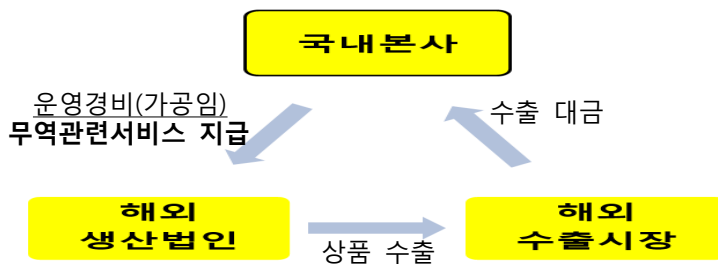 국내본사
운영경비(가공임)
무역관련서비스 지급
수출 대금
해외
생산법인
상품 수출
해외
수출시장